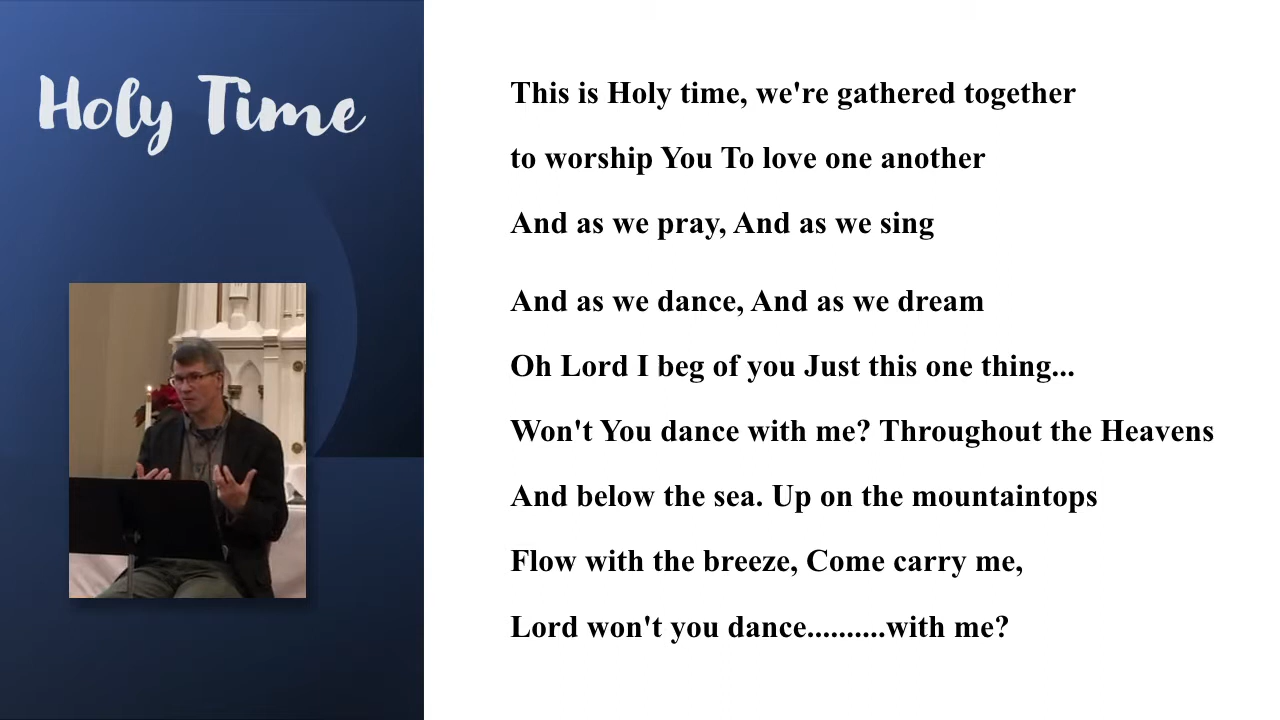 Holy Time
This is Holy time, we're gathered together
to worship You To love one another
And as we pray, And as we sing
And as we dance, And as we dream
Oh Lord I beg of you Just this one thing...
Won't You dance with me? Throughout the Heavens
And below the sea. Up on the mountaintops
Flow with the breeze, Come carry me,
Lord won't you dance..........with me?